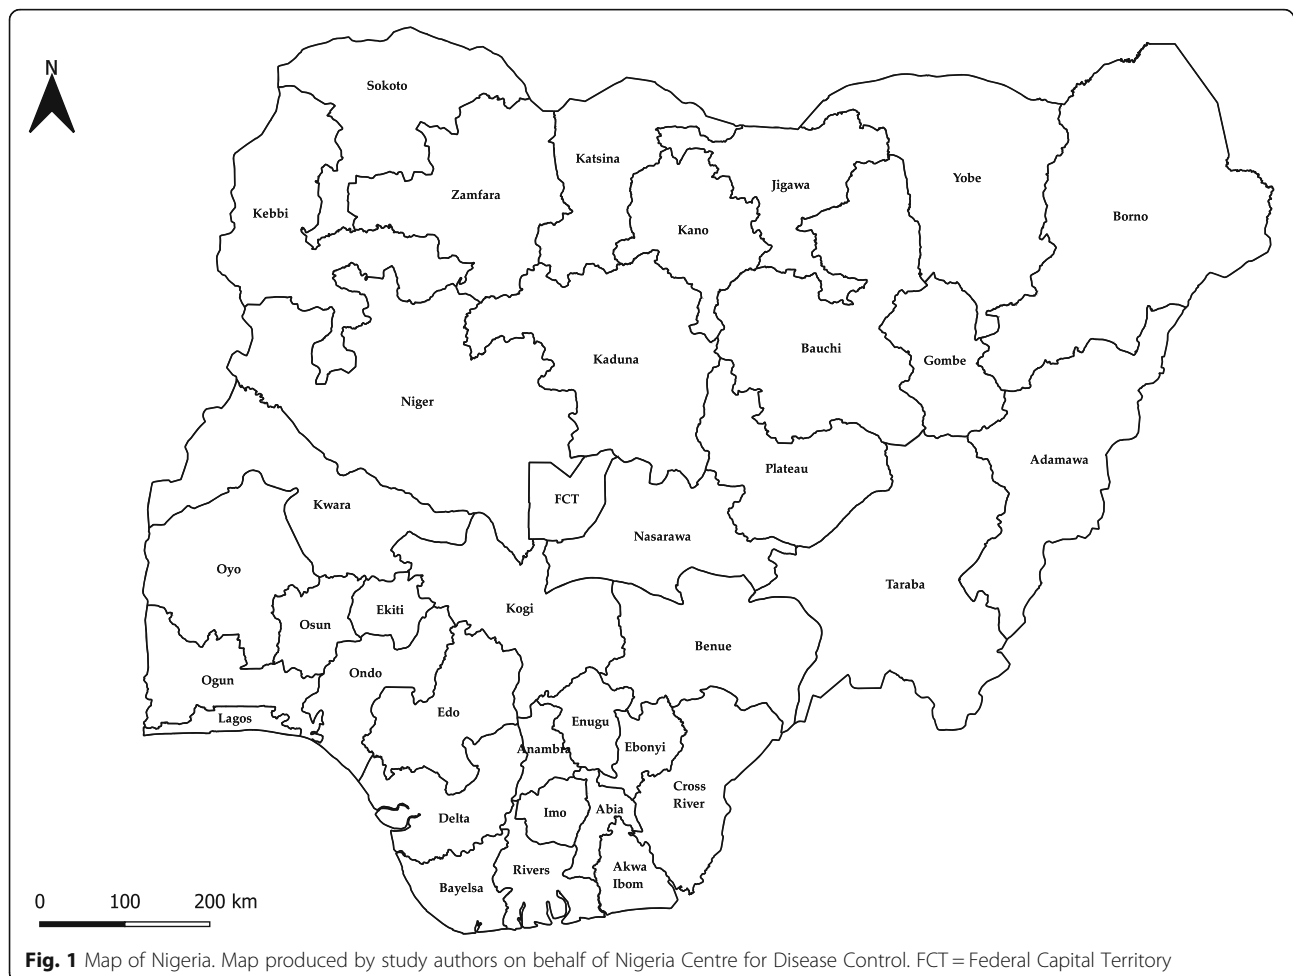 N
Sokoto
Katsina
Yobe
Jigawa
Zamfara
Kebbi
Borno
Kano
Bauchi
Kaduna
Gombe
Niger
Adamawa
Plateau
FCT
Kwara
Nasarawa
Oyo
Taraba
Kogi
Ekiti
Osun
Benue
Ondo
Ogun
Edo
Lagos
Enugu
Anambra
Ebonyi
Cross
River
Imo
Abia
Delta
Rivers
Akwa
Ibom
Bayelsa
0 100 200 km
Fig. 1 Map of Nigeria. Map produced by study authors on behalf of Nigeria Centre for Disease Control. FCT = Federal Capital Territory